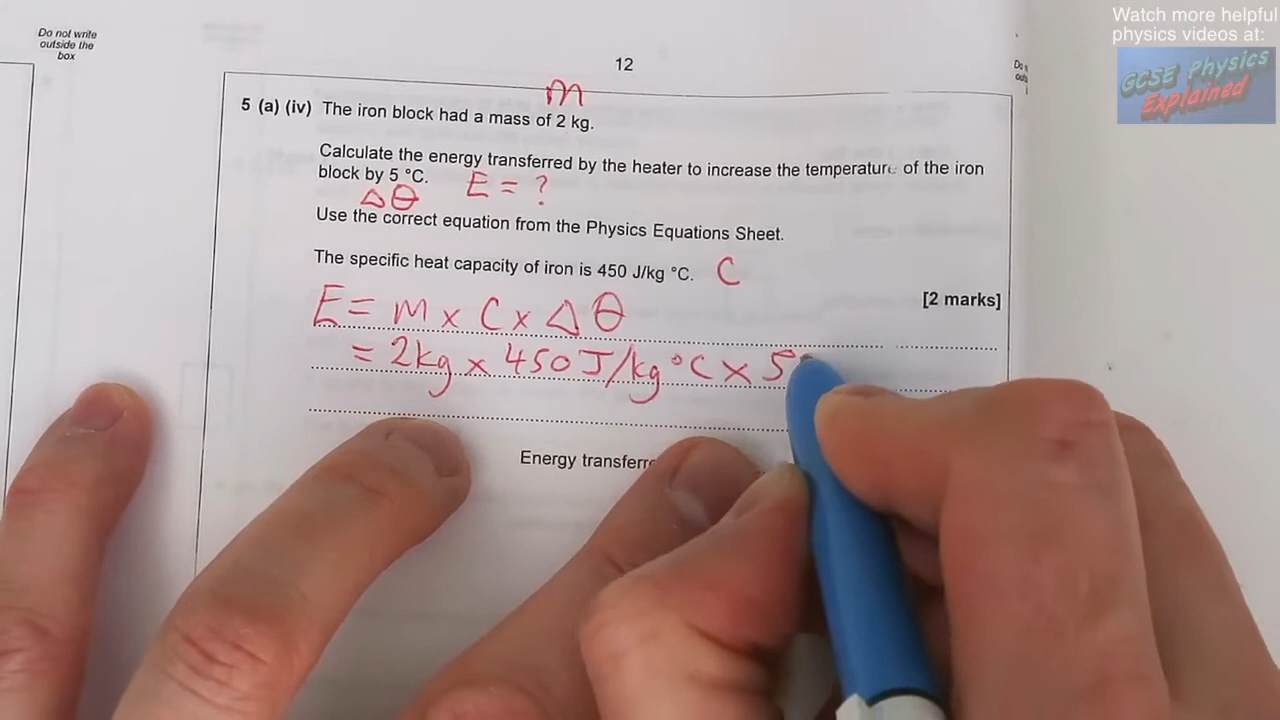 Watch more helpful
physics videos at:
GCSE Physics
Explained
Do not write
outside the
box
12
m
5 (a) (iv) The iron block had a mass of 2 kg.
Calculate the energy transferred by the heater to increase the temperature of the iron
block by 5 °C. E = ?
Δθ
Use the correct equation from the Physics Equations Sheet.
The specific heat capacity of iron is 450 J/kg °C. C
[2 marks]
E = m x C x Δθ
= 2kg x 450 J/kg °C x 5
Energy